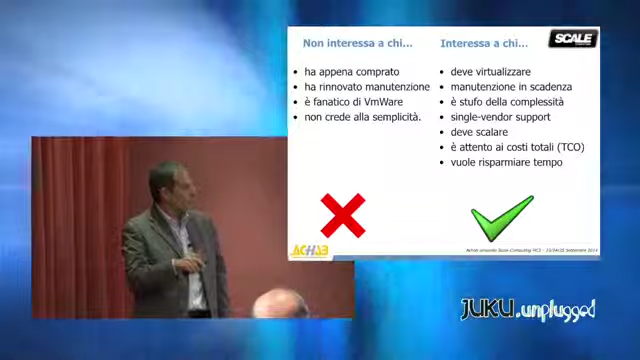 Non interessa a chi...
ha appena comprato
ha rinnovato manutenzione
è fanatico di VmWare
non crede alla semplicità.
Interessa a chi...
deve virtualizzare
manutenzione in scadenza
è stufo della complessità
single-vendor support
deve scalare
è attento ai costi totali (TCO)
vuole risparmiare tempo
SCALE
ACHAB
JUKU.unplugged